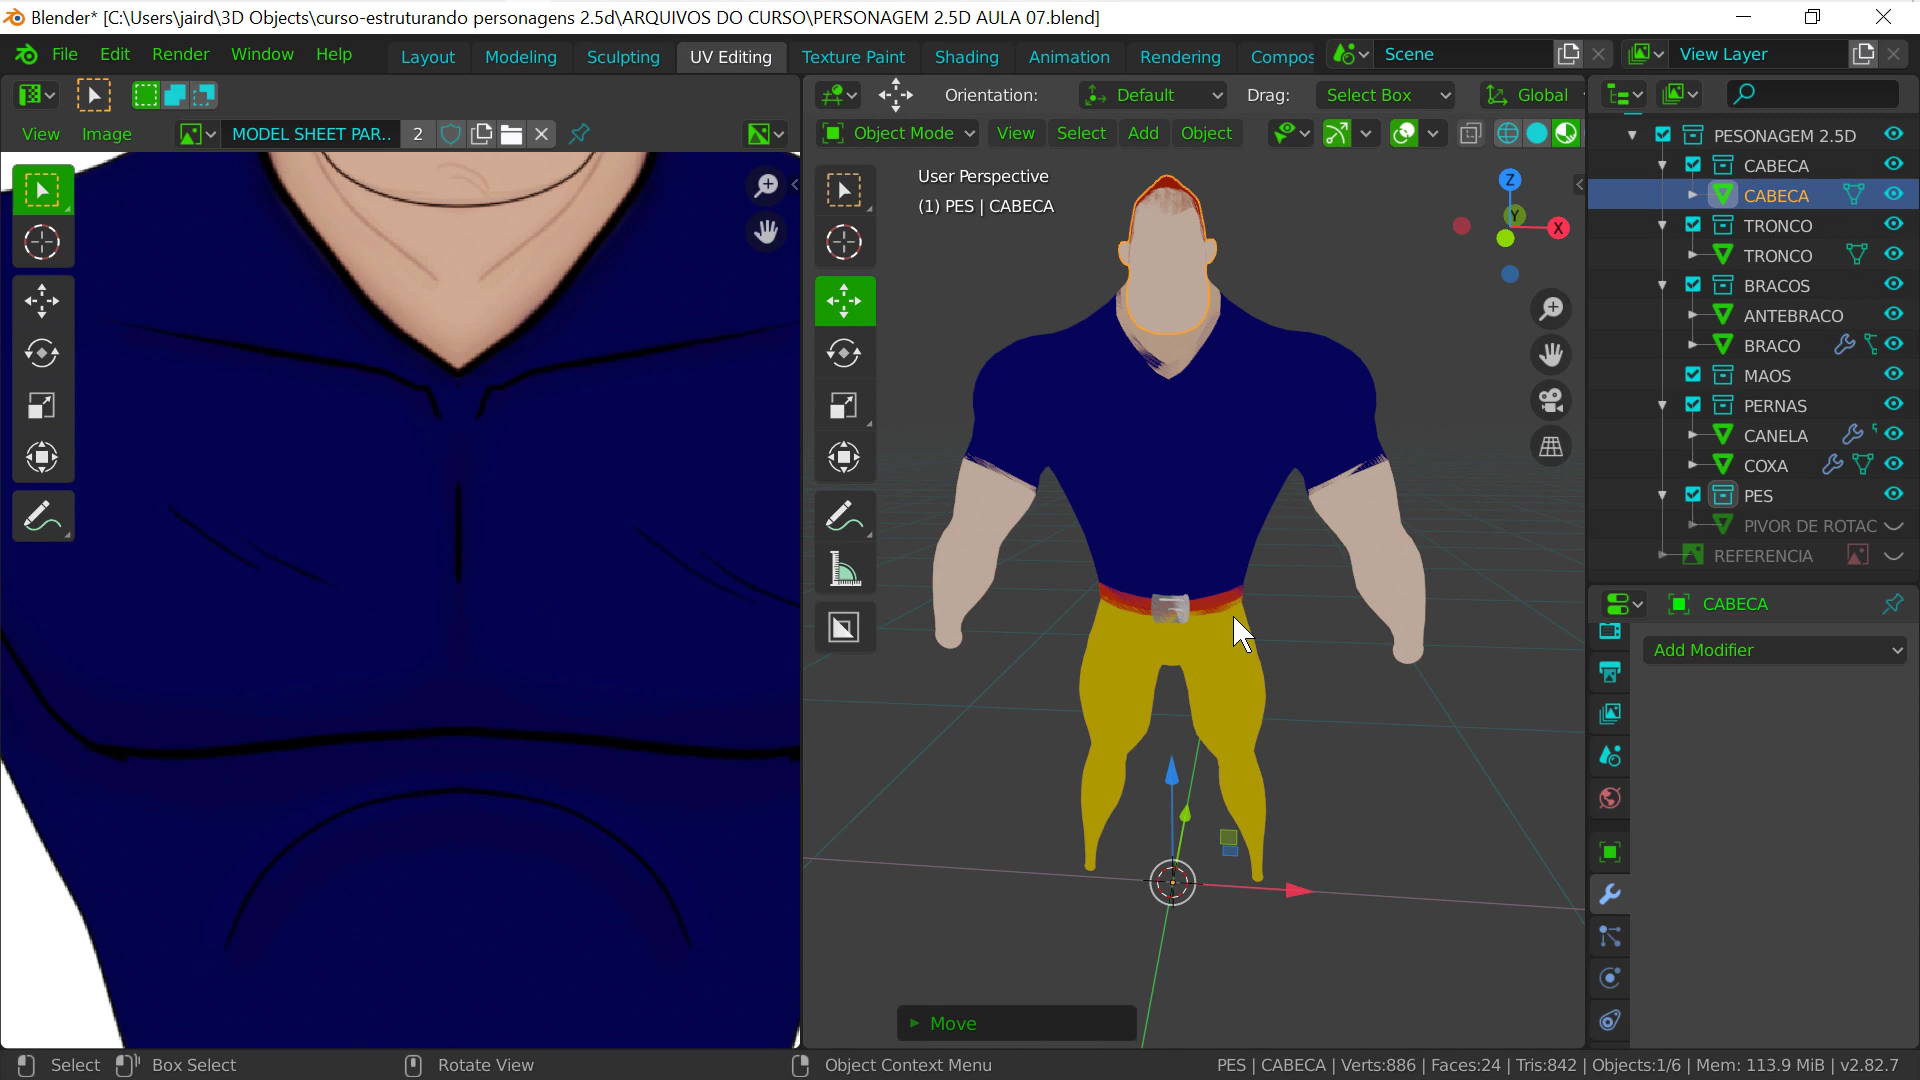 Blender* [C:\Users\jaird\3D Objects\curso-estruturando personagens 2.5d\ARQUIVOS DO CURSO\PERSONAGEM 2.5D AULA 07.blend]
File Edit Render Window Help Layout Modeling Sculpting UV Editing Texture Paint Shading Animation Rendering Compos Scene View Layer
Orientation: Default Drag: Select Box Global
View Image MODEL SHEET PAR.. 2 Object Mode View Select Add Object
User Perspective
(1) PES | CABECA
Z
Y
X
PESONAGEM 2.5D
CABECA
CABECA
TRONCO
TRONCO
BRACOS
ANTEBRACO
BRACO
MAOS
PERNAS
CANELA
COXA
PES
PIVOR DE ROTAC
REFERENCIA
CABECA
Add Modifier
Move
Select Box Select Rotate View Object Context Menu PES | CABECA | Verts:886 | Faces:24 | Tris:842 | Objects:1/6 | Mem: 113.9 MiB | v2.82.7